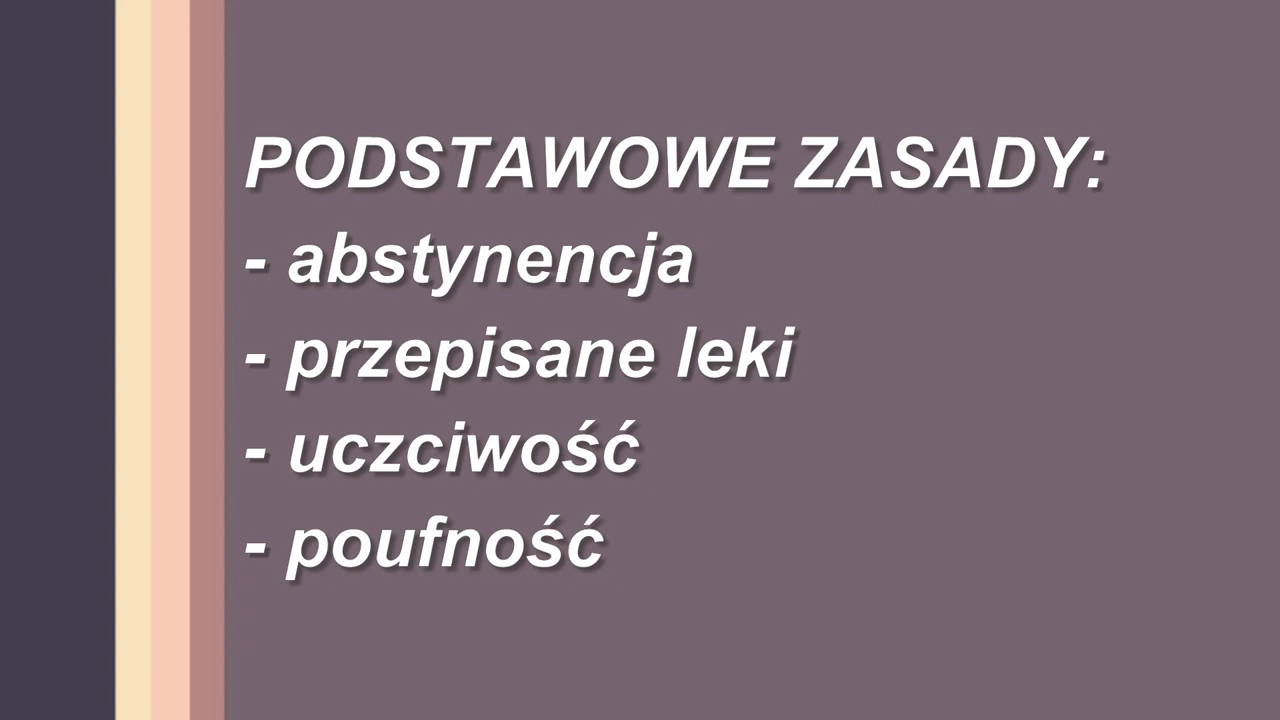 PODSTAWOWE ZASADY:
- abstynencja
- przepisane leki
- uczciwość
- poufność